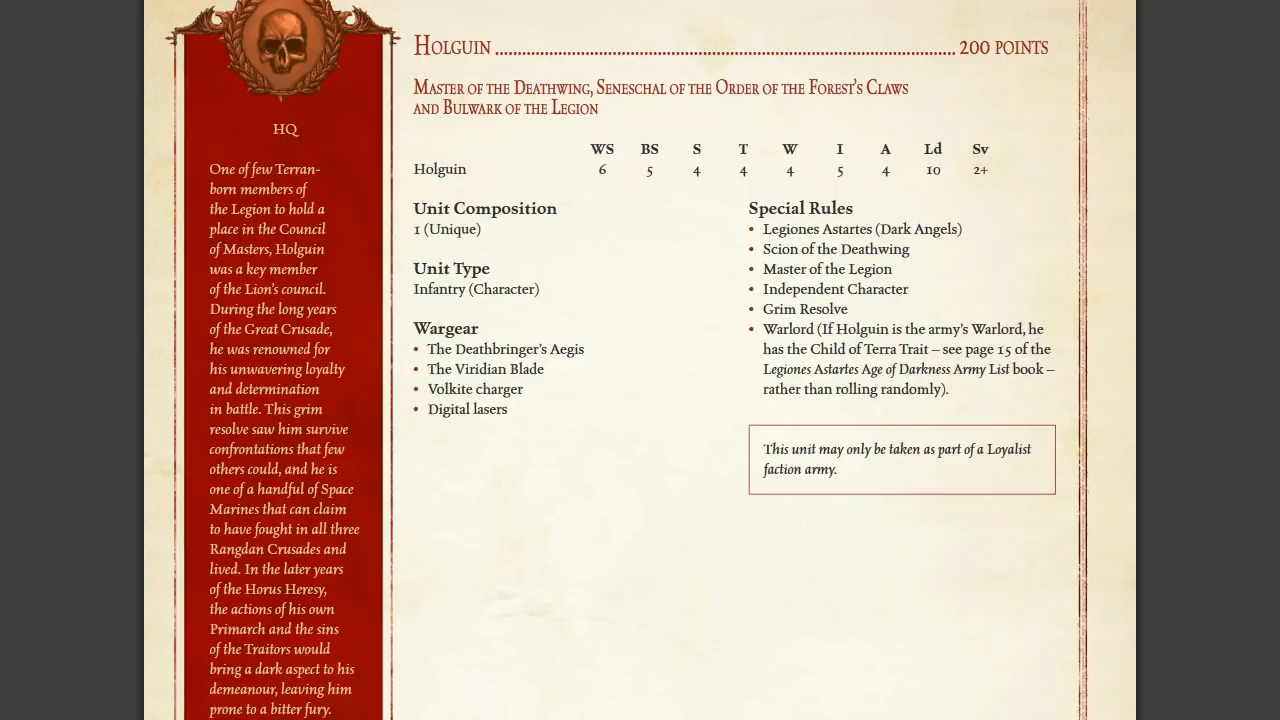 HQ
One of few Terran-
born members of
the Legion to hold a
place in the Council
of Masters, Holguin
was a key member
of the Lion's council.
During the long years
of the Great Crusade,
he was renowned for
his unwavering loyalty
and determination
in battle. This grim
resolve saw him survive
confrontations that few
others could, and he is
one of a handful of Space
Marines that can claim
to have fought in all three
Rangdan Crusades and
lived. In the later years
of the Horus Heresy,
the actions of his own
Primarch and the sins
of the Traitors would
bring a dark aspect to his
demeanour, leaving him
prone to a bitter fury.
Holguin ........................................................................................................ 200 points
Master of the Deathwing, Seneschal of the Order of the Forest's Claws
and Bulwark of the Legion
WS BS S T W I A Ld Sv
Holguin 6 5 4 4 4 5 4 10 2+
Unit Composition
1 (Unique)
Unit Type
Infantry (Character)
Wargear
• The Deathbringer's Aegis
• The Viridian Blade
• Volkite charger
• Digital lasers
Special Rules
• Legiones Astartes (Dark Angels)
• Scion of the Deathwing
• Master of the Legion
• Independent Character
• Grim Resolve
• Warlord (If Holguin is the army's Warlord, he
has the Child of Terra Trait – see page 15 of the
Legiones Astartes Age of Darkness Army List book –
rather than rolling randomly).
This unit may only be taken as part of a Loyalist
faction army.